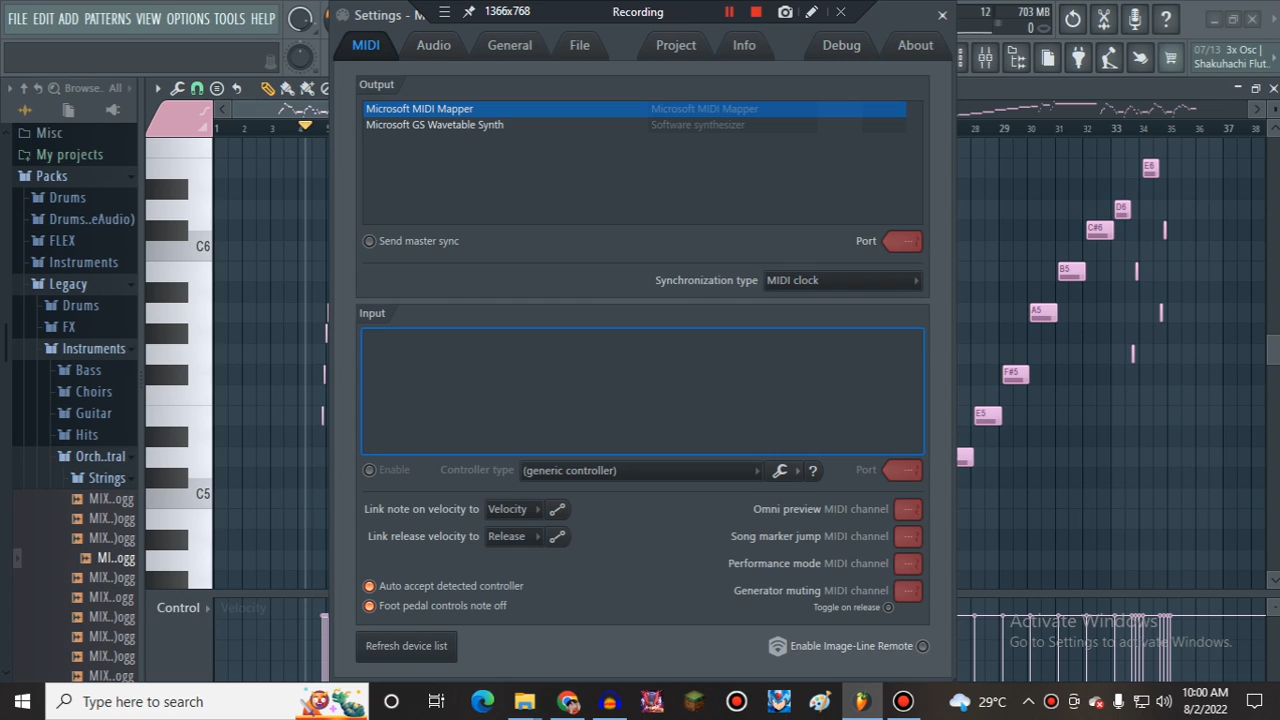 FILE EDIT ADD PATTERNS VIEW OPTIONS TOOLS HELP
Settings - M
1366x768
Recording
12
703 MB
MIDI
Audio
General
File
Project
Info
Debug
About
07/13 3x Osc |
Shakuhachi Flut..
Browse.. All
Output
Microsoft MIDI Mapper
Microsoft MIDI Mapper
Microsoft GS Wavetable Synth
Software synthesizer
1
2
3
4
5
28
29
30
31
32
33
34
35
36
37
38
Misc
My projects
Packs
Drums
Drums..eAudio)
FLEX
Instruments
Legacy
Drums
FX
Instruments
Bass
Choirs
Guitar
Hits
Orch..tral
Strings
MIX..ogg
MIX..)ogg
MIX..)ogg
MI..ogg
MIX..)ogg
MIX..)ogg
MIX..)ogg
MIX..)ogg
MIX..)ogg
MIX..ogg
C6
C5
Send master sync
Port
Synchronization type
MIDI clock
Input
Enable
Controller type
(generic controller)
?
Port
Link note on velocity to
Velocity
Omni preview MIDI channel
Link release velocity to
Release
Song marker jump MIDI channel
Performance mode MIDI channel
Auto accept detected controller
Generator muting MIDI channel
Foot pedal controls note off
Toggle on release
Refresh device list
Enable Image-Line Remote
E6
D6
C#6
B5
A5
F#5
E5
Control
Velocity
Activate Windows
Go to Settings to activate Windows.
Type here to search
29°C
10:00 AM
8/2/2022